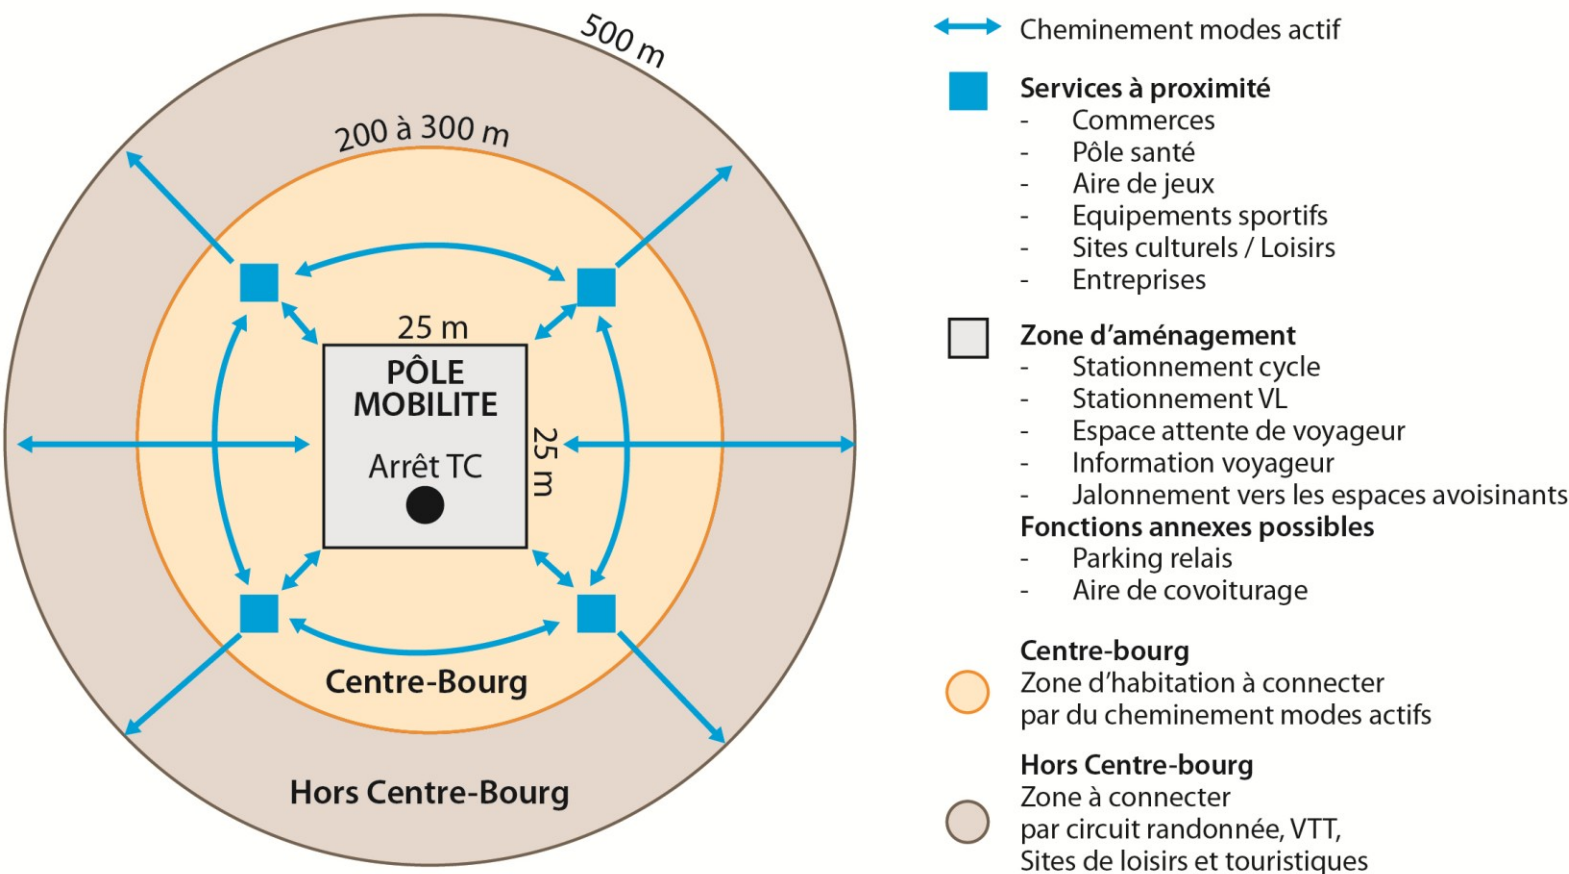 500 m
200 à 300 m
25 m
PÔLE
MOBILITE
25 m
Arrêt TC
Centre-Bourg
Hors Centre-Bourg
Cheminement modes actif
Services à proximité
- Commerces
- Pôle santé
- Aire de jeux
- Equipements sportifs
- Sites culturels / Loisirs
- Entreprises
Zone d'aménagement
- Stationnement cycle
- Stationnement VL
- Espace attente de voyageur
- Information voyageur
- Jalonnement vers les espaces avoisinants
Fonctions annexes possibles
- Parking relais
- Aire de covoiturage
Centre-bourg
Zone d'habitation à connecter
par du cheminement modes actifs
Hors Centre-bourg
Zone à connecter
par circuit randonnée, VTT,
Sites de loisirs et touristiques